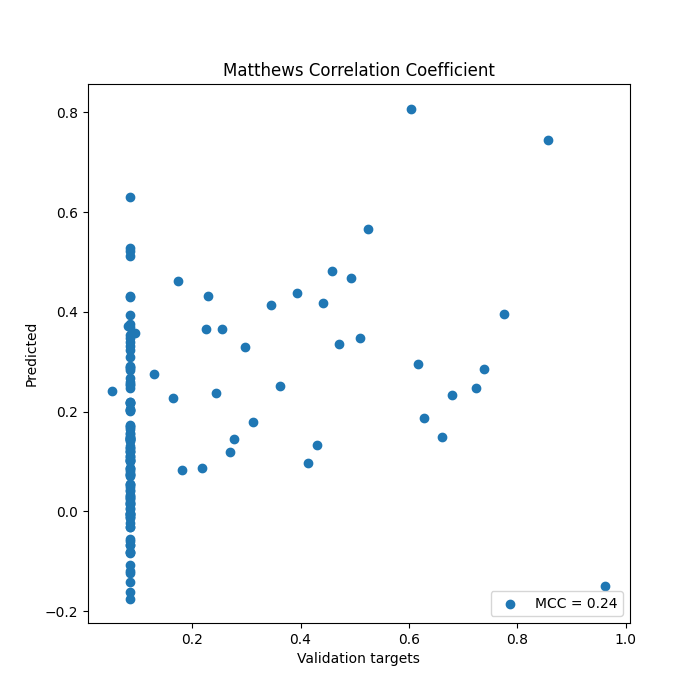 Matthews Correlation Coefficient
Predicted
0.8
0.6
0.4
0.2
0.0
−0.2
0.2
0.4
0.6
0.8
1.0
Validation targets
MCC = 0.24